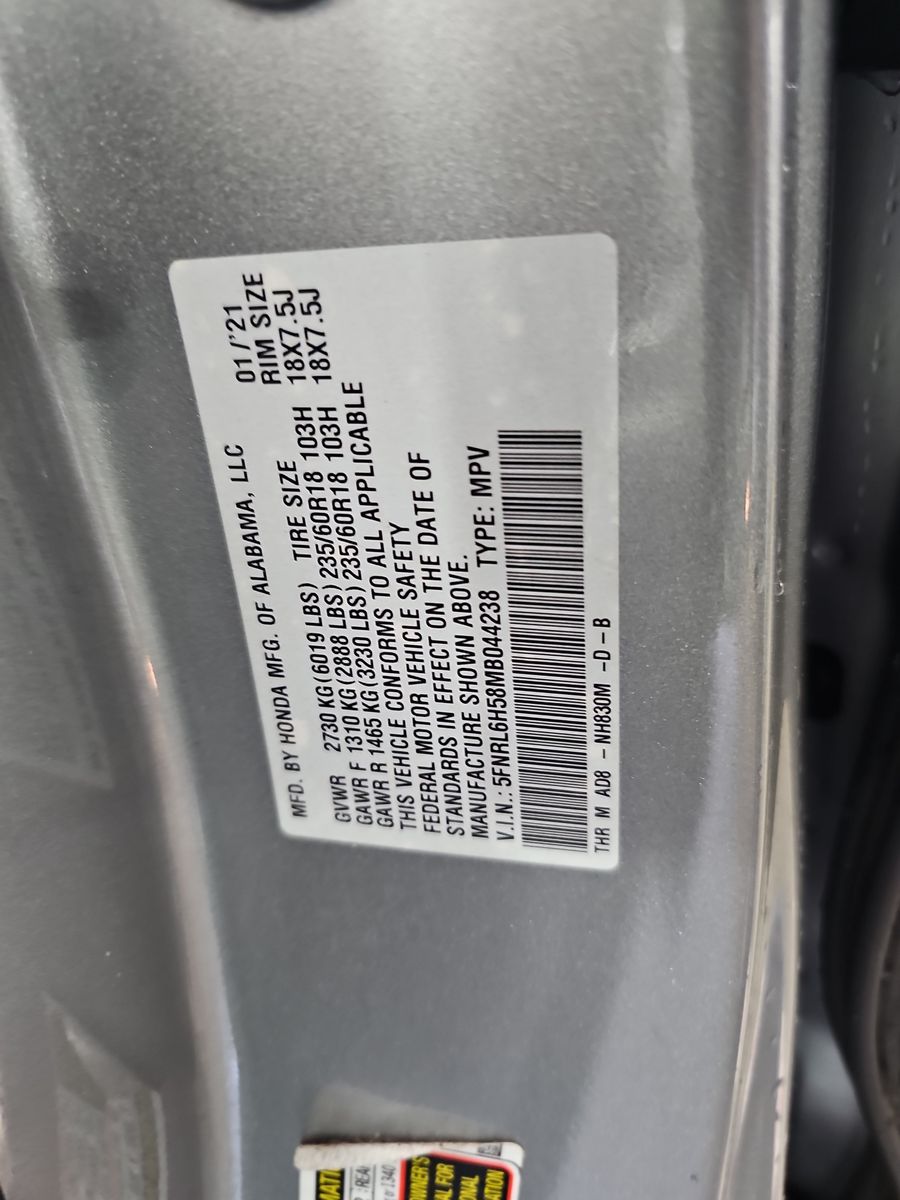 MFD. BY HONDA MFG. OF ALABAMA, LLC 01/'21
TIRE SIZE RIM SIZE
GVWR 2730 KG(6019 LBS)
GAWR F 1310 KG(2888 LBS) 235/60R18 103H 18X7.5J
GAWR R 1465 KG(3230 LBS) 235/60R18 103H 18X7.5J
THIS VEHICLE CONFORMS TO ALL APPLICABLE
FEDERAL MOTOR VEHICLE SAFETY
STANDARDS IN EFFECT ON THE DATE OF
MANUFACTURE SHOWN ABOVE.
V.I.N.: 5FNRL6H58MB044238 TYPE: MPV
THR M AD8 - NH830M - D - B
1340
FOR